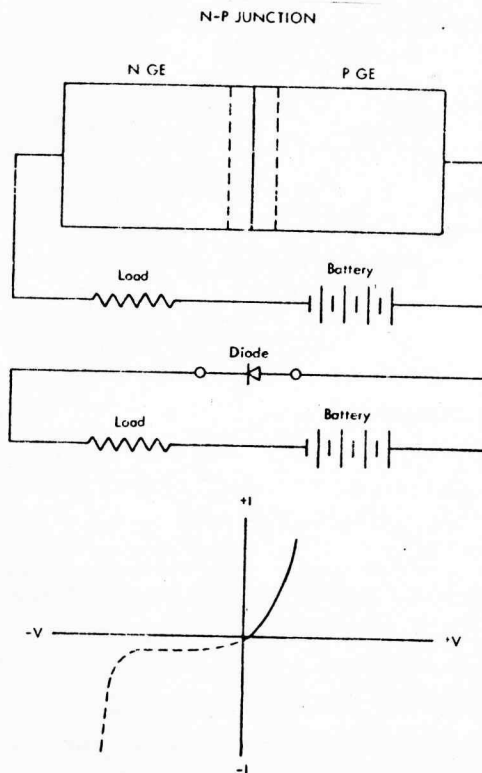 N-P JUNCTION
N GE P GE
Load Battery
Diode
Load Battery
+I
-V +V
-I